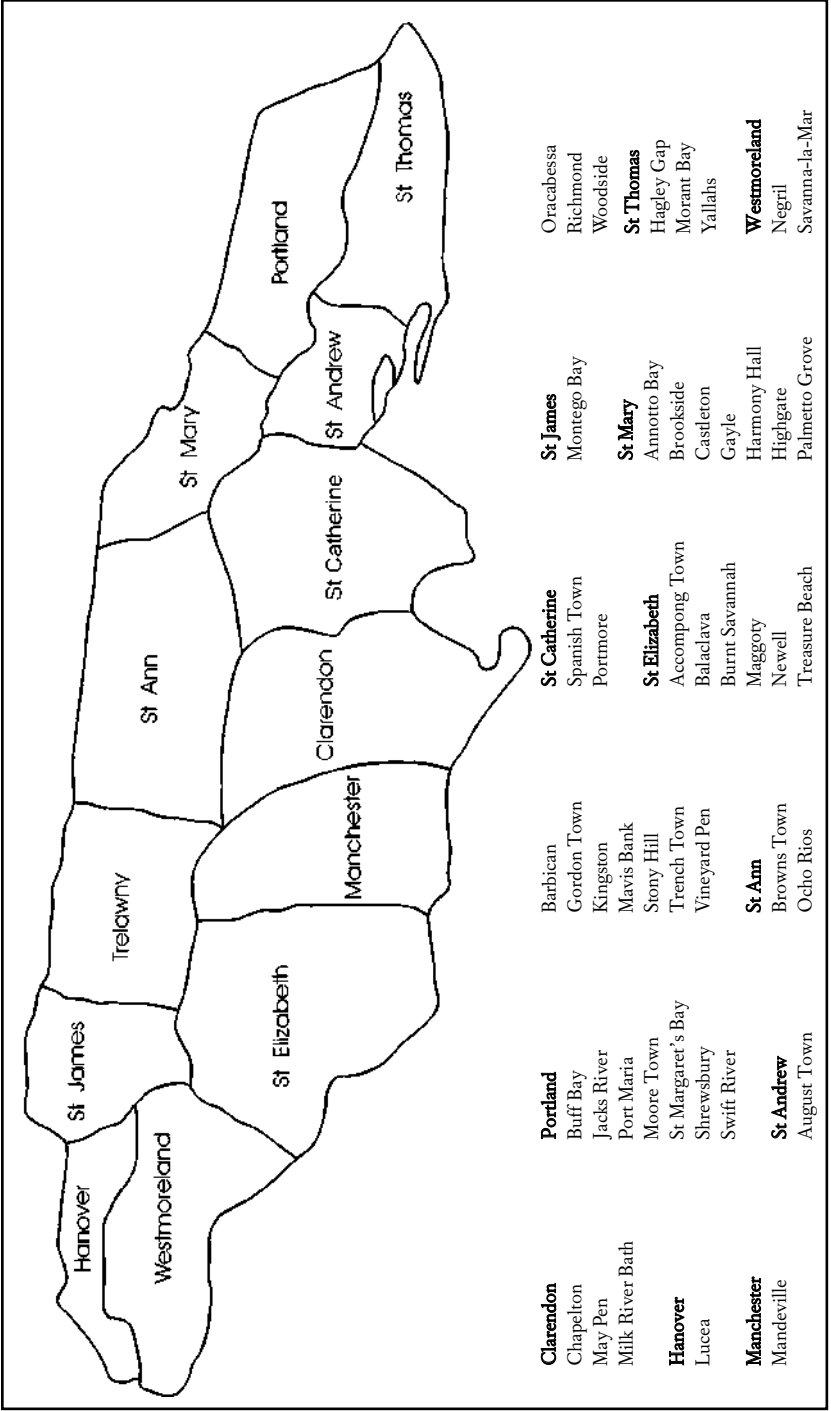 Hanover
Westmoreland
St James
Trelawny
St Elizabeth
Manchester
St Ann
Clarendon
St Catherine
St Mary
St Andrew
Portland
St Thomas
Clarendon
Chapelton
May Pen
Milk River Bath
Hanover
Lucea
Manchester
Mandeville
Portland
Buff Bay
Jacks River
Port Maria
Moore Town
St Margaret's Bay
Shrewsbury
Swift River
St Andrew
August Town
Barbican
Gordon Town
Kingston
Mavis Bank
Stony Hill
Trench Town
Vineyard Pen
St Ann
Browns Town
Ocho Rios
St Catherine
Spanish Town
Portmore
St Elizabeth
Accompong Town
Balaclava
Burnt Savannah
Maggoty
Newell
Treasure Beach
St James
Montego Bay
St Mary
Annotto Bay
Brookside
Castleton
Gayle
Harmony Hall
Highgate
Palmetto Grove
Oracabessa
Richmond
Woodside
St Thomas
Hagley Gap
Morant Bay
Yallahs
Westmoreland
Negril
Savanna-la-Mar